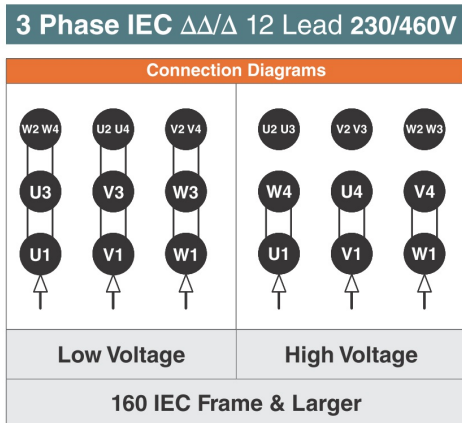 3 Phase IEC ΔΔ/Δ 12 Lead 230/460V
Connection Diagrams
W2 W4 U2 U4 V2 V4 U2 U3 V2 V3 W2 W3
U3 V3 W3 W4 U4 V4
U1 V1 W1 U1 V1 W1
Low Voltage High Voltage
160 IEC Frame & Larger